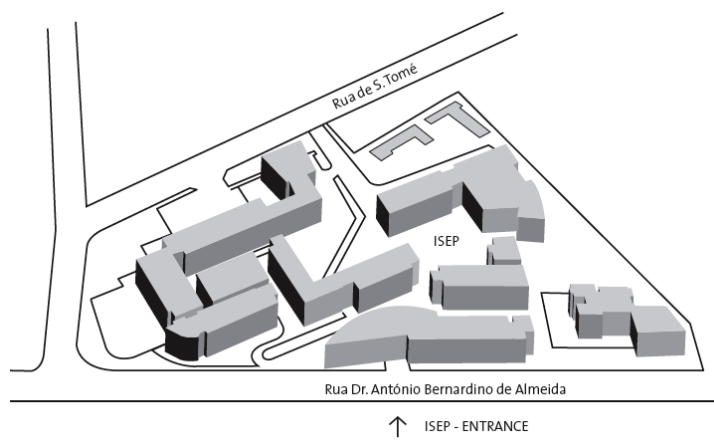 Rua de S. Tomé
ISEP
Rua Dr. António Bernardino de Almeida
ISEP - ENTRANCE